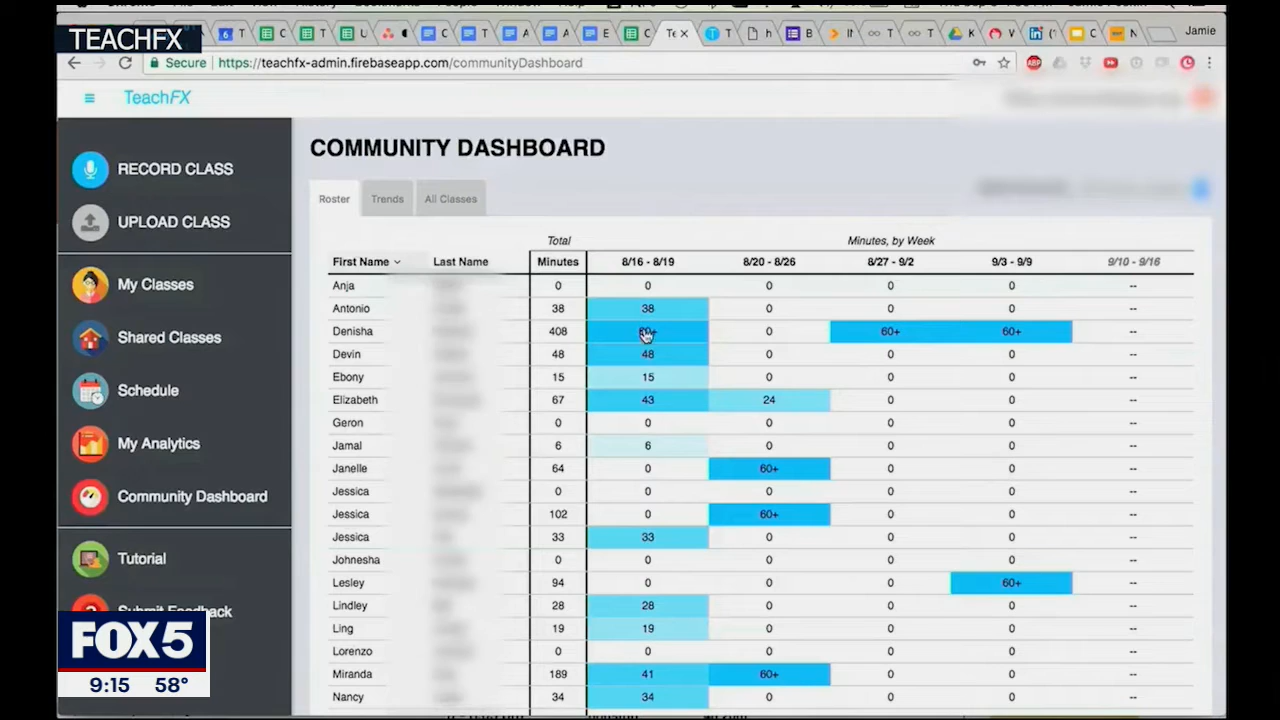 TEACHFX
T
C
T
U
C
T
A
A
E
C
Te
T
h
B
If
T
T
K
V
("
C
N
Jamie
Secure
https://teachfx-admin.firebaseapp.com/communityDashboard
ABP
TeachFX
RECORD CLASS
UPLOAD CLASS
My Classes
Shared Classes
Schedule
My Analytics
Community Dashboard
Tutorial
Submit Feedback
COMMUNITY DASHBOARD
Roster Trends All Classes
Total Minutes, by Week
First Name Last Name Minutes 8/16 - 8/19 8/20 - 8/26 8/27 - 9/2 9/3 - 9/9 9/10 - 9/16
Anja 0 0 0 0 0 --
Antonio 38 38 0 0 0 --
Denisha 408 60+ 0 60+ 60+ --
Devin 48 48 0 0 0 --
Ebony 15 15 0 0 0 --
Elizabeth 67 43 24 0 0 --
Geron 0 0 0 0 0 --
Jamal 6 6 0 0 0 --
Janelle 64 0 60+ 0 0 --
Jessica 0 0 0 0 0 --
Jessica 102 0 60+ 0 0 --
Jessica 33 33 0 0 0 --
Johnesha 0 0 0 0 0 --
Lesley 94 0 0 0 60+ --
Lindley 28 28 0 0 0 --
Ling 19 19 0 0 0 --
Lorenzo 0 0 0 0 0 --
Miranda 189 41 60+ 0 0 --
Nancy 34 34 0 0 0 --
FOX5
9:15 58°